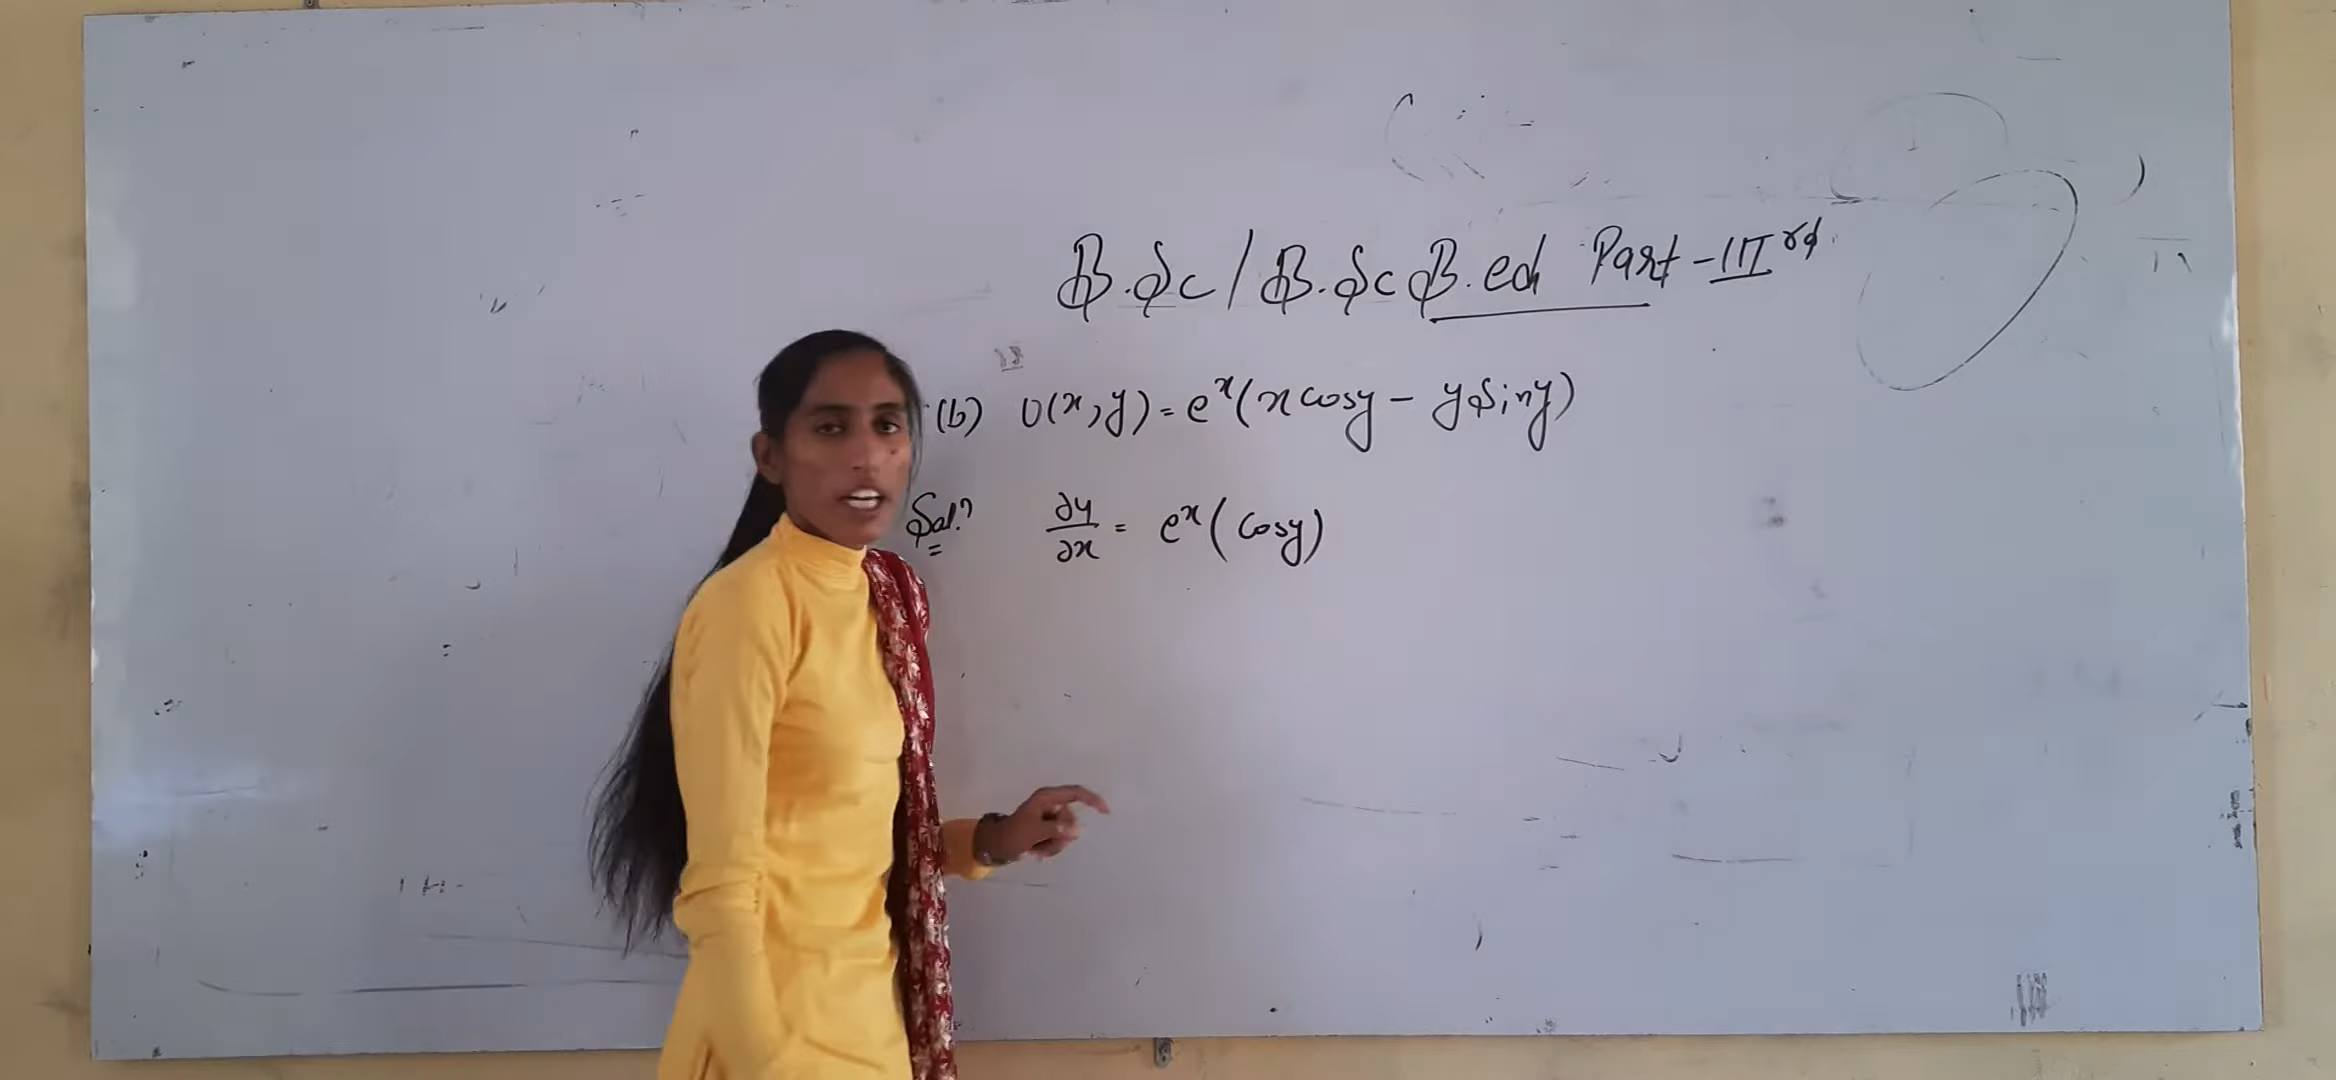 B.Sc / B.Sc B.ed Part-IIIrd
(b) U(x,y) = e^x(x cosy - y Siny)
Sol.? ∂u/∂x = e^x(Cosy)